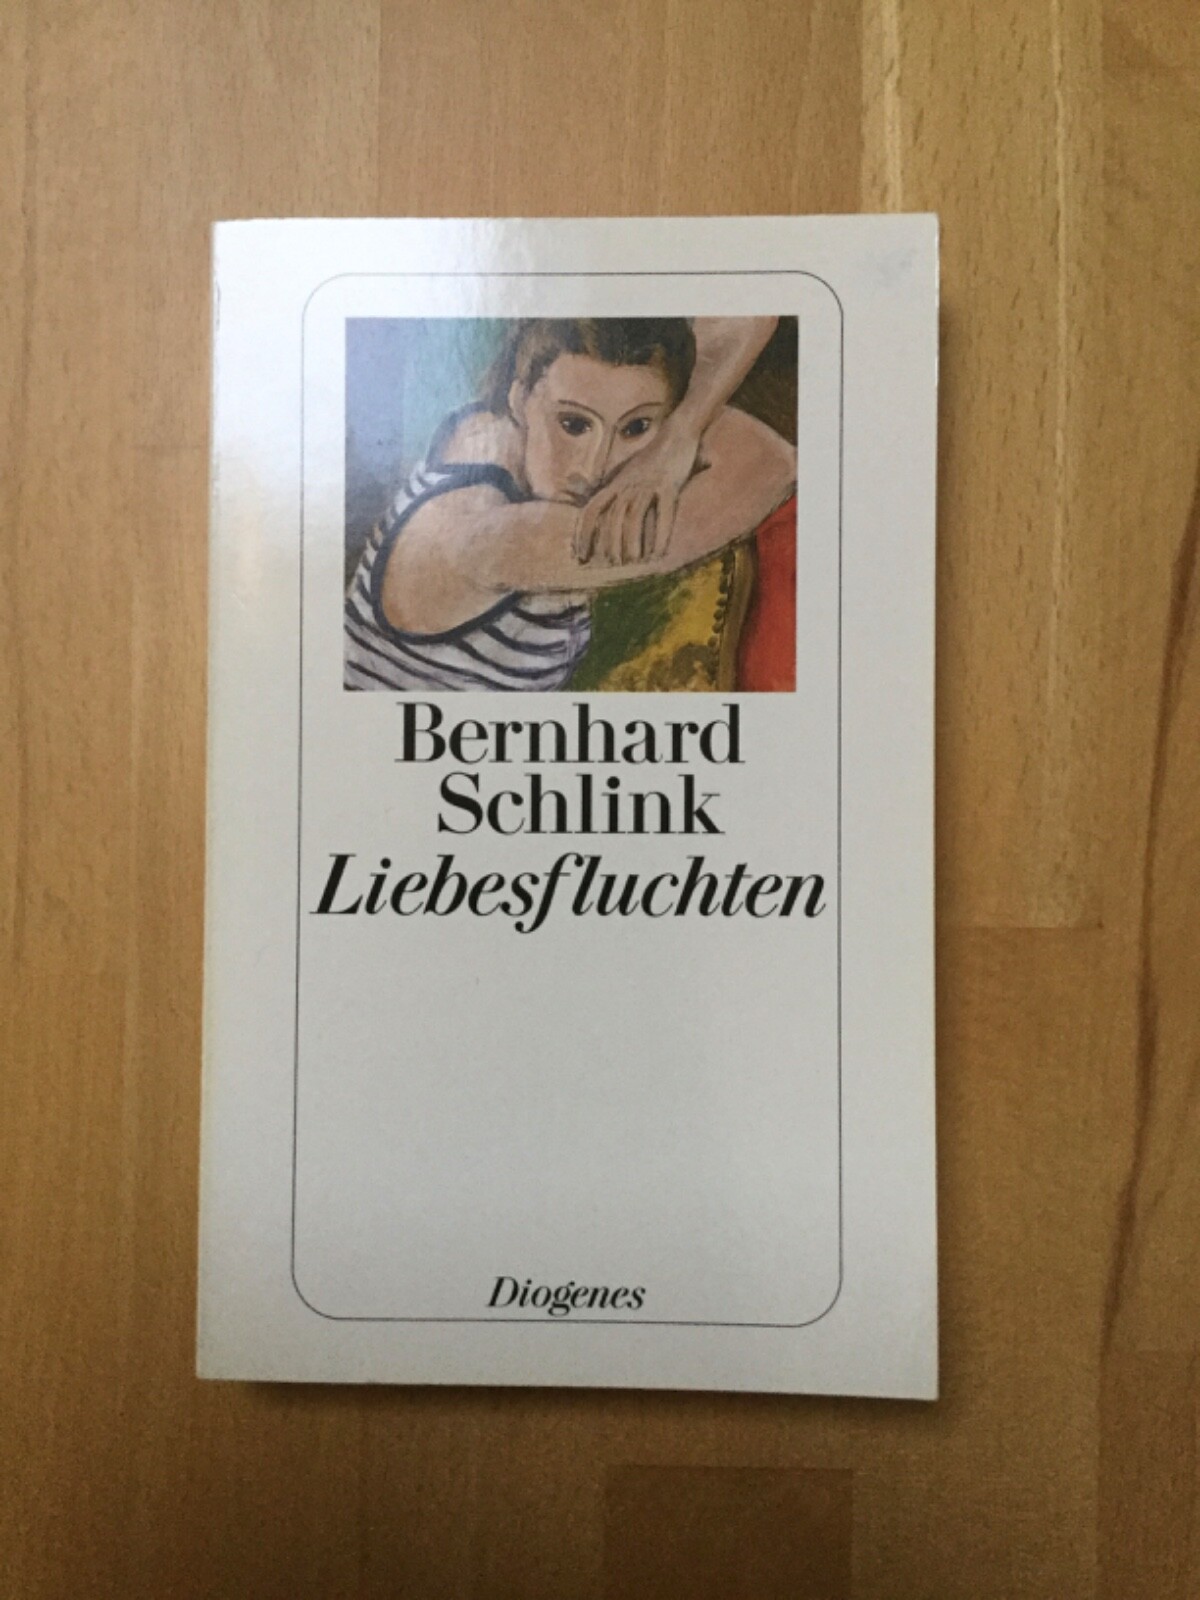 Bernhard
Schlink
Liebesfluchten
Diogenes